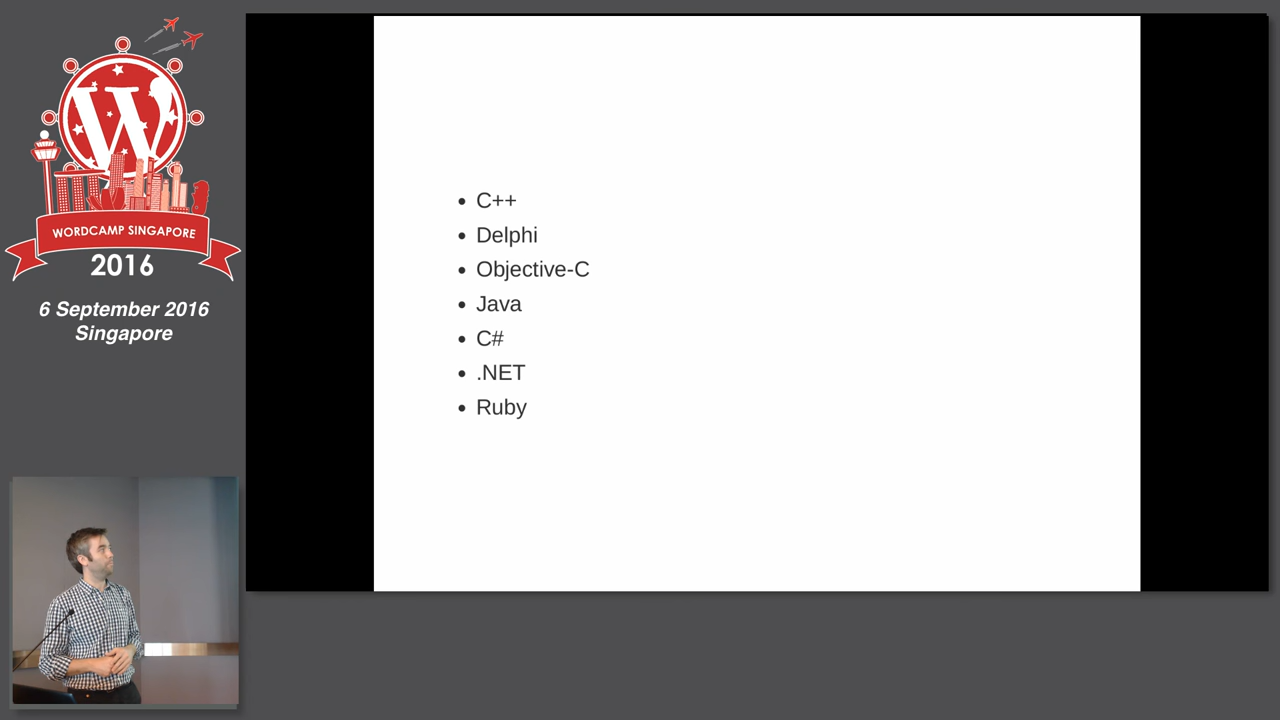 W
WORDCAMP SINGAPORE
2016
6 September 2016
Singapore
• C++
• Delphi
• Objective-C
• Java
• C#
• .NET
• Ruby